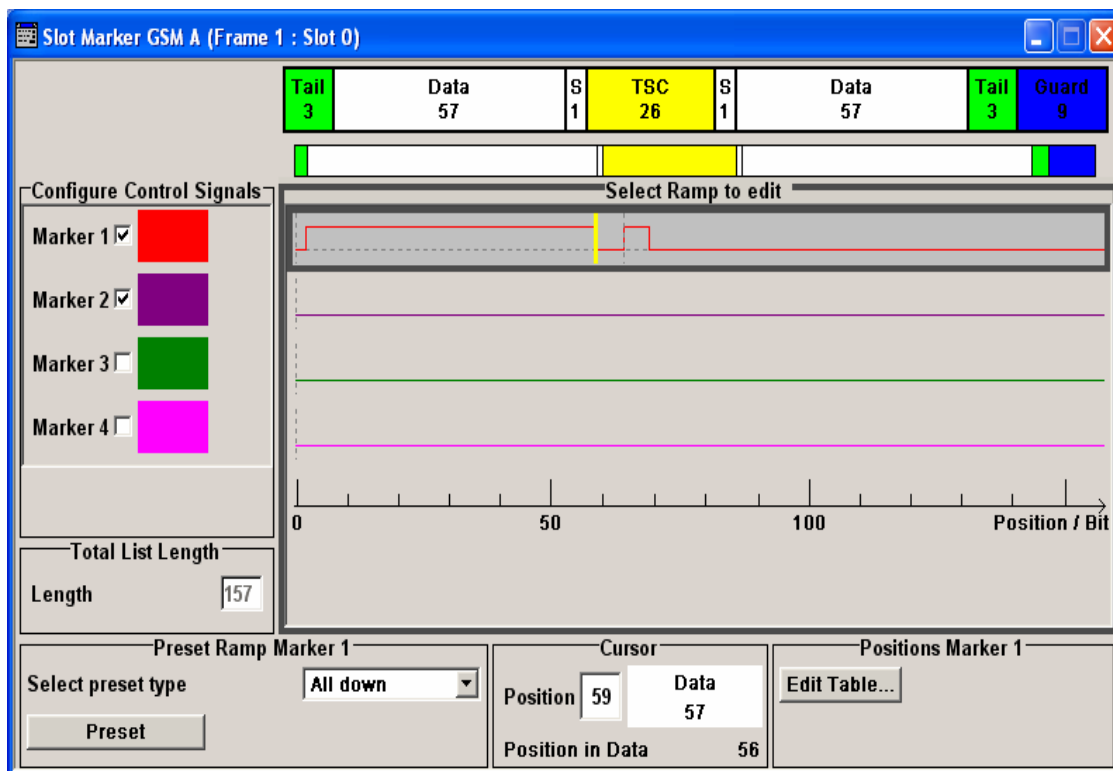 Slot Marker GSM A (Frame 1 : Slot 0)
Tail Data S TSC S Data Tail Guard
3 57 1 26 1 57 3 9
Configure Control Signals
Select Ramp to edit
Marker 1
Marker 2
Marker 3
Marker 4
0 50 100 Position / Bit
Total List Length
Length 157
Preset Ramp Marker 1
Select preset type All down
Preset
Cursor
Position 59 Data
57
Position in Data 56
Positions Marker 1
Edit Table...